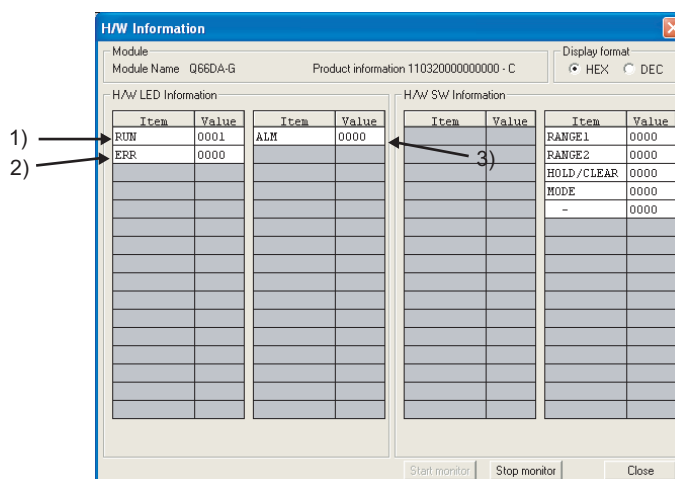 H/W Information
Module
Module Name Q66DA-G Product information 110320000000000 - C
Display format
HEX DEC
H/W LED Information
H/W SW Information
Item Value Item Value Item Value Item Value
1) RUN 0001 ALM 0000 RANGE1 0000
2) ERR 0000 3) RANGE2 0000
HOLD/CLEAR 0000
MODE 0000
- 0000
Start monitor Stop monitor Close